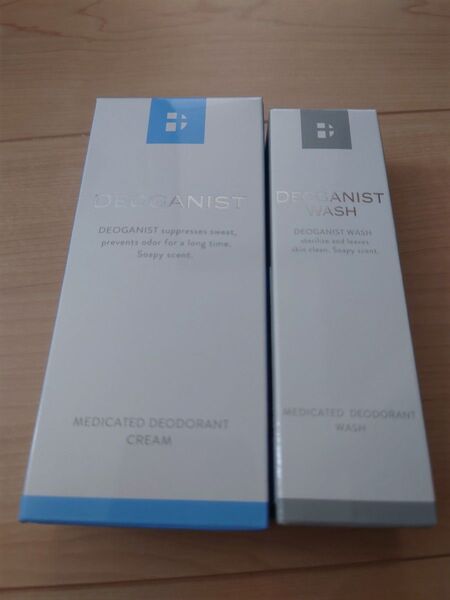 DEOGANIST
DEOGANIST suppresses sweat,
prevents odor for a long time.
Soapy scent.
MEDICATED DEODORANT
CREAM
DEOGANIST
WASH
DEOGANIST WASH
sterilize and leaves
skin clean. Soapy scent.
MEDICATED DEODORANT
WASH